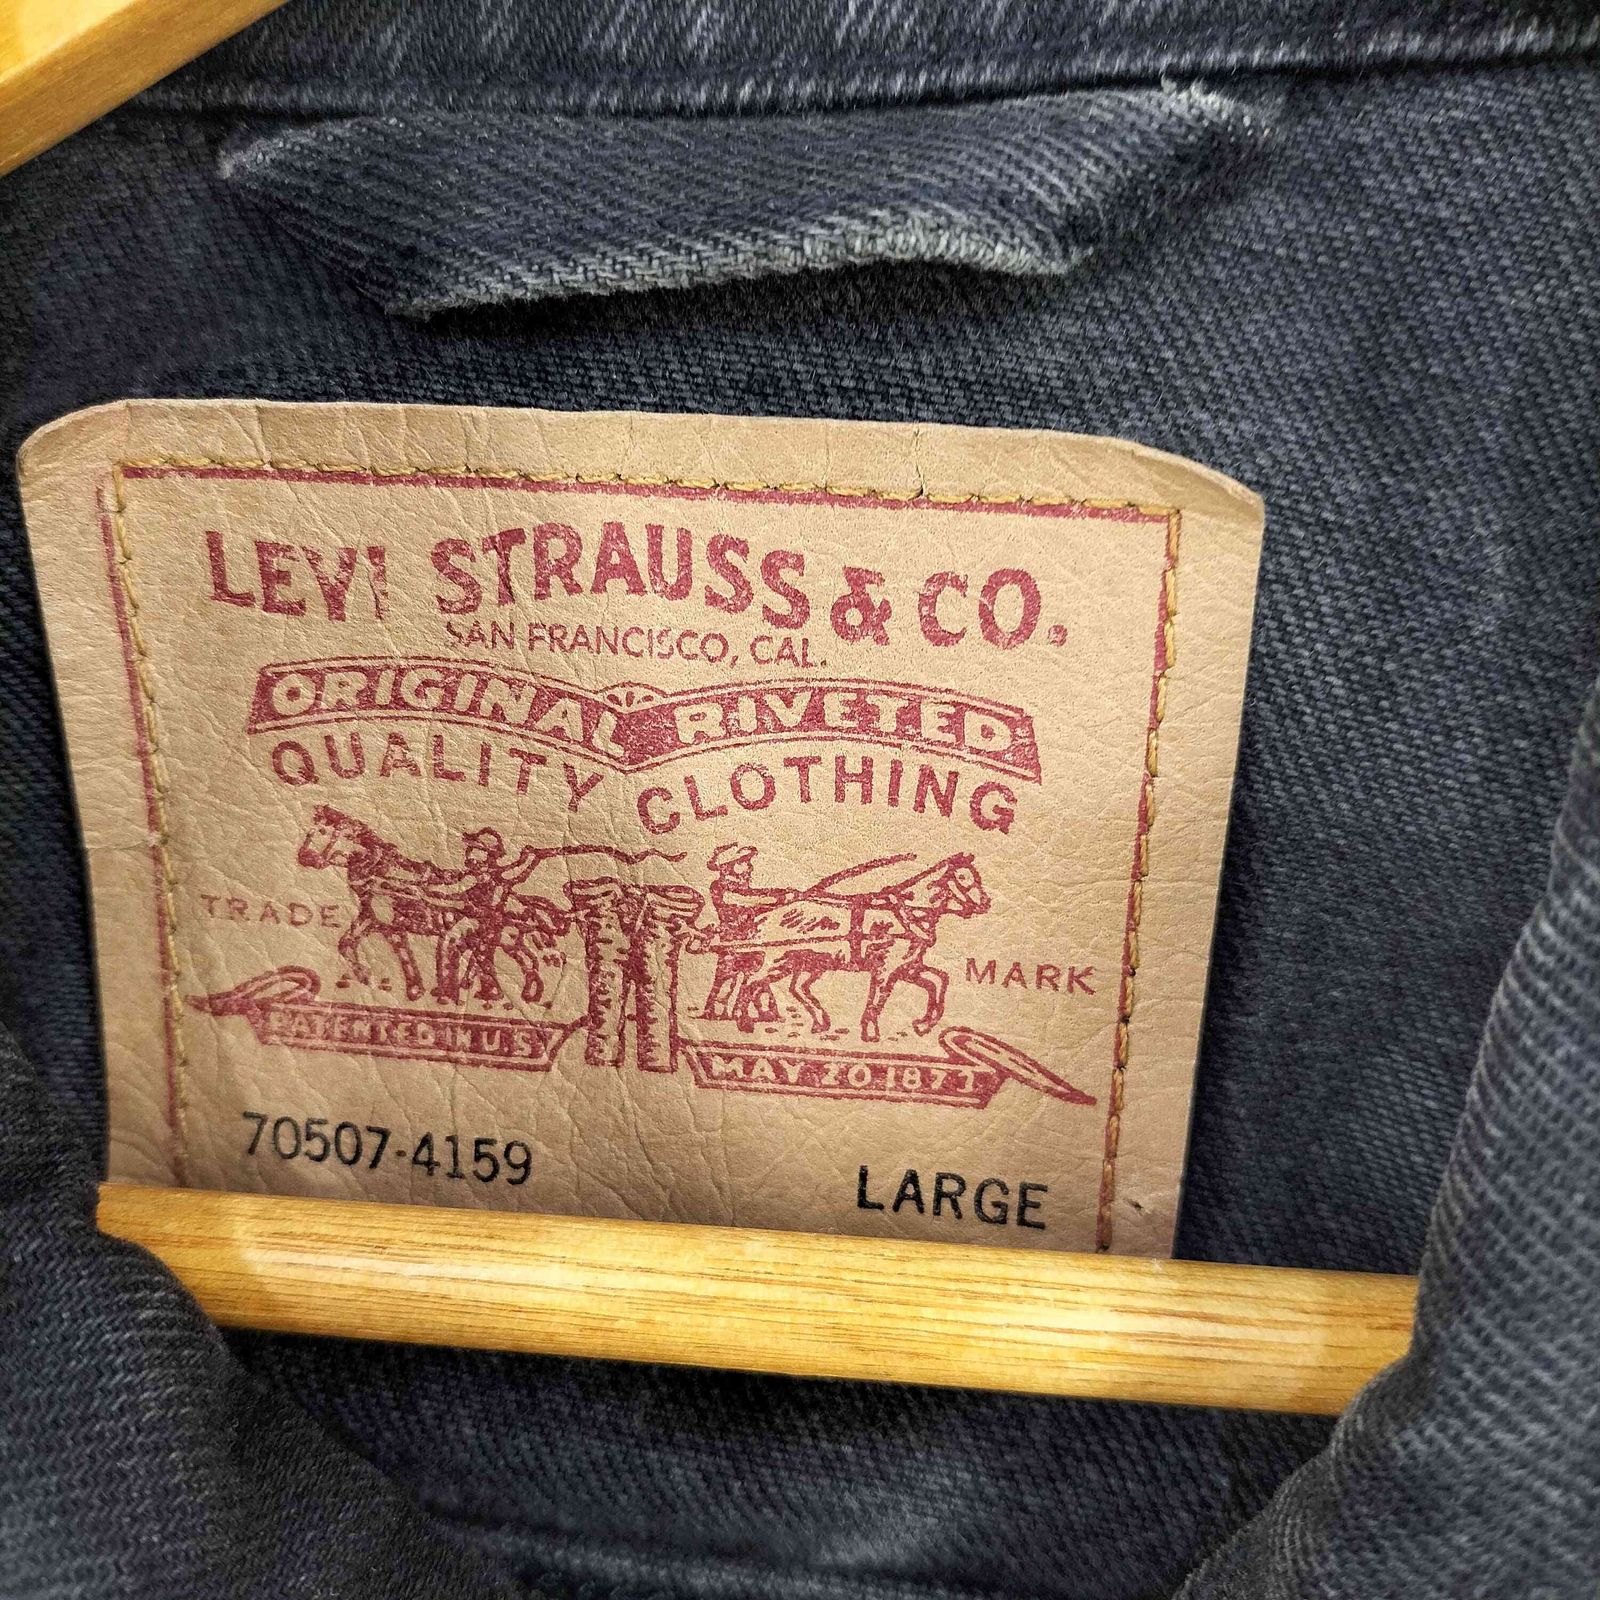 LEVI STRAUSS & CO.
SAN FRANCISCO, CAL.
ORIGINAL RIVETED
QUALITY CLOTHING
TRADE MARK
PATENTED IN U S
MAY 20 1873
70507-4159
LARGE